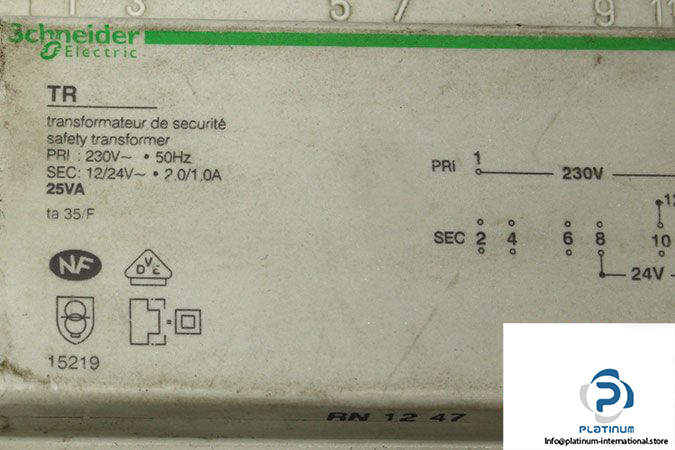 1 3 5 7 9 11
Schneider
Electric
TR
transformateur de securité
safety transformer
PRI : 230V~ • 50Hz
SEC: 12/24V~ • 2.0/1.0A
25VA
ta 35/F
PRI 1 230V
12
SEC 2 4 6 8 10
24V
NF
DVE
15219
RN 12 47
PLATINUM
Info@platinum-international.store